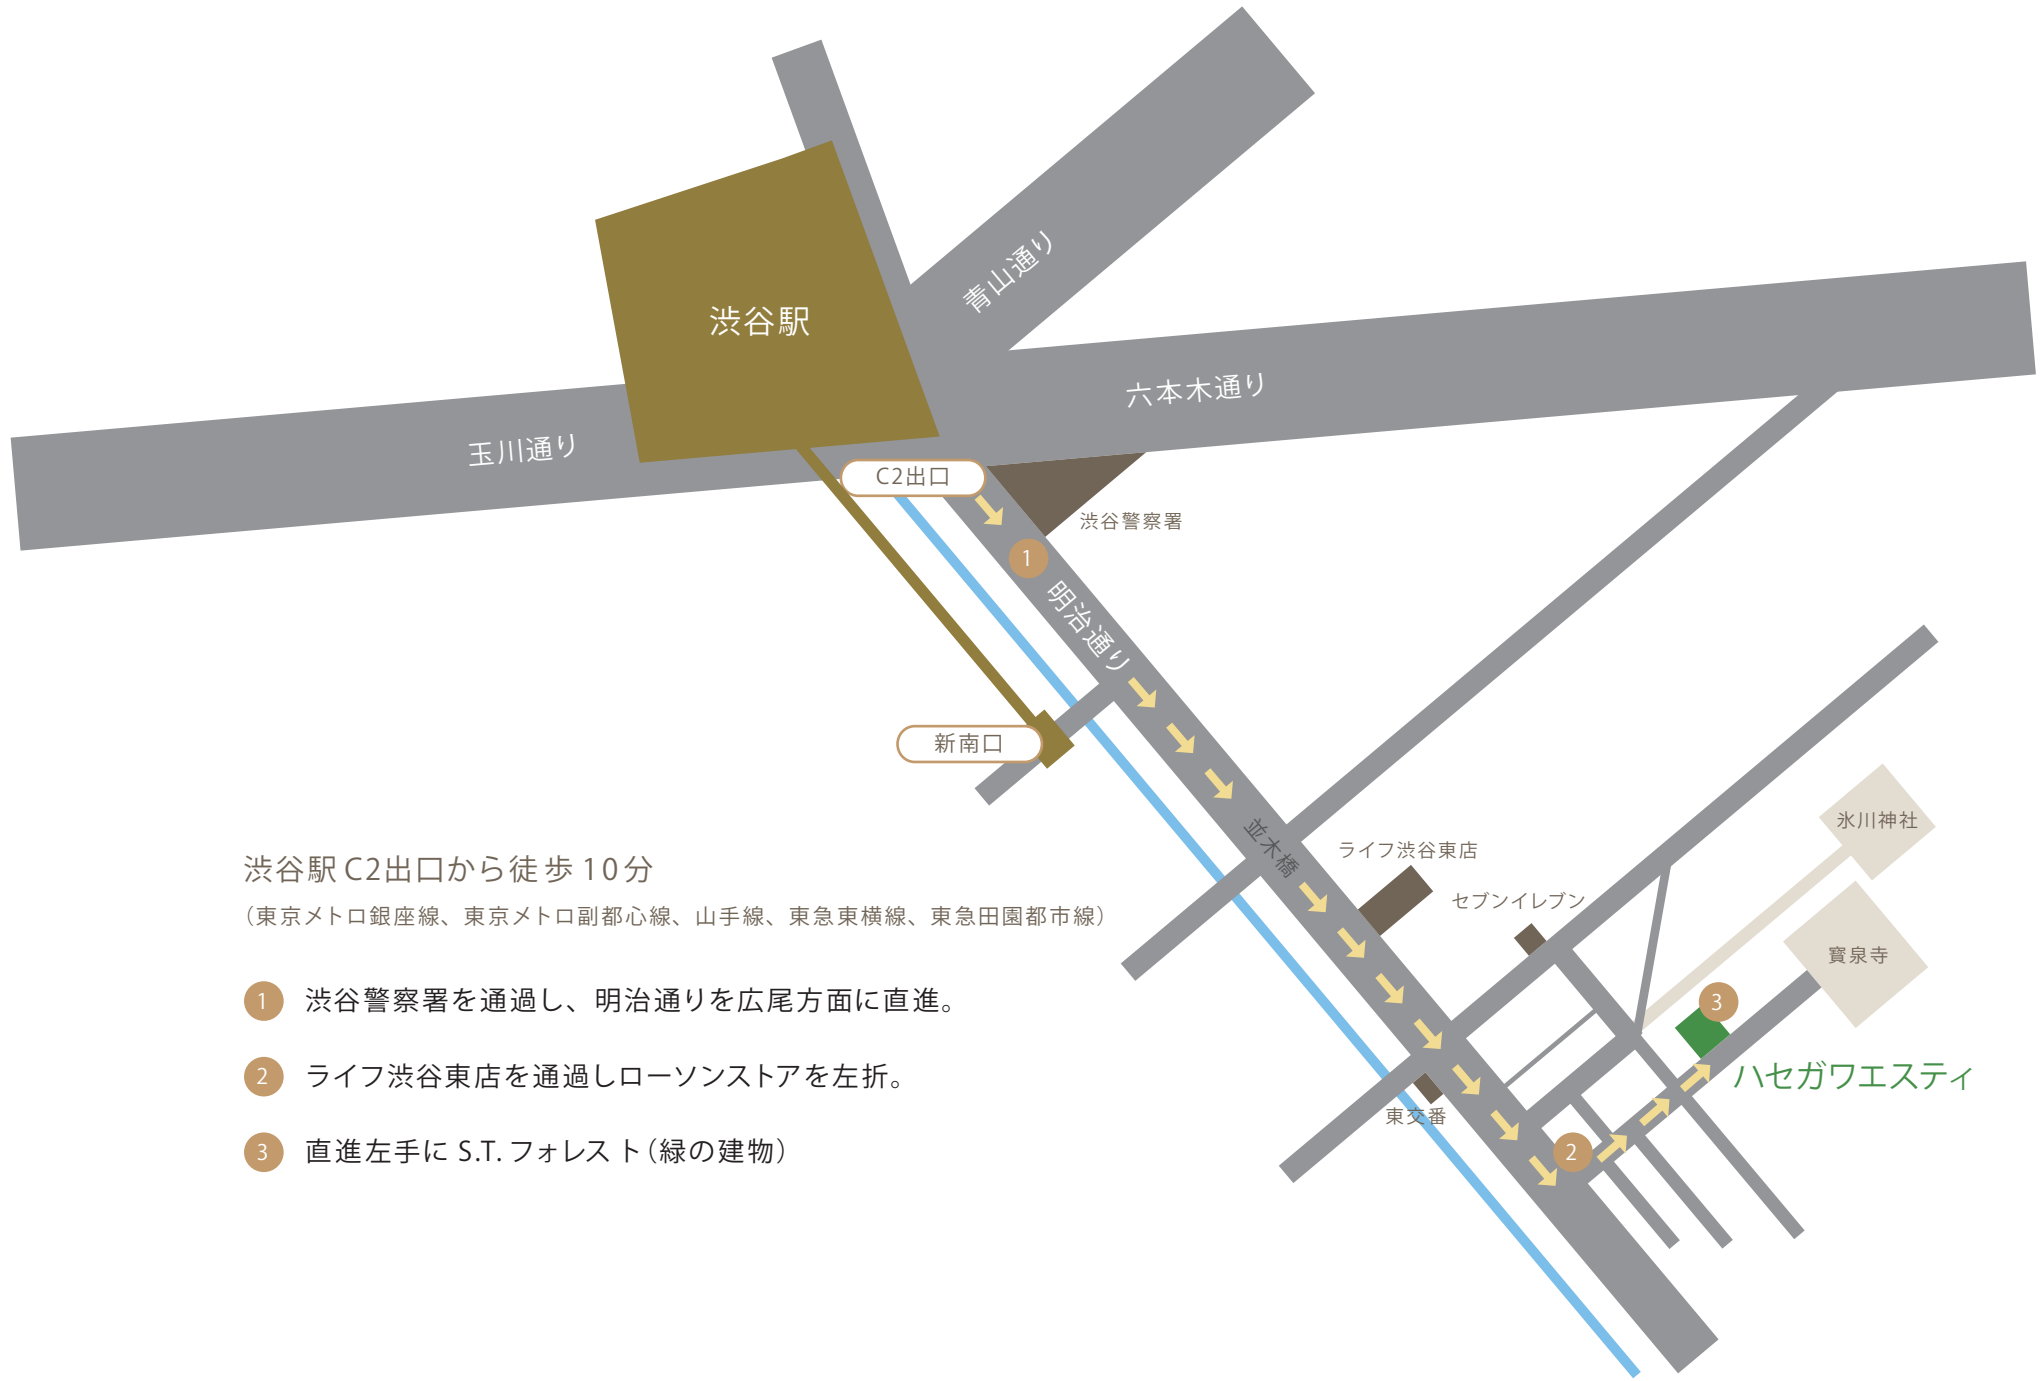 青山通り
渋谷駅
六本木通り
玉川通り
C2出口
渋谷警察署
1
明治通り
新南口
並木橋
ライフ渋谷東店
セブンイレブン
氷川神社
寳泉寺
3
ハセガワエスティ
東交番
2
渋谷駅 C2出口から徒歩 10分
（東京メトロ銀座線、東京メトロ副都心線、山手線、東急東横線、東急田園都市線）
1 渋谷警察署を通過し、明治通りを広尾方面に直進。
2 ライフ渋谷東店を通過しローソンストアを左折。
3 直進左手に S.T. フォレスト（緑の建物）